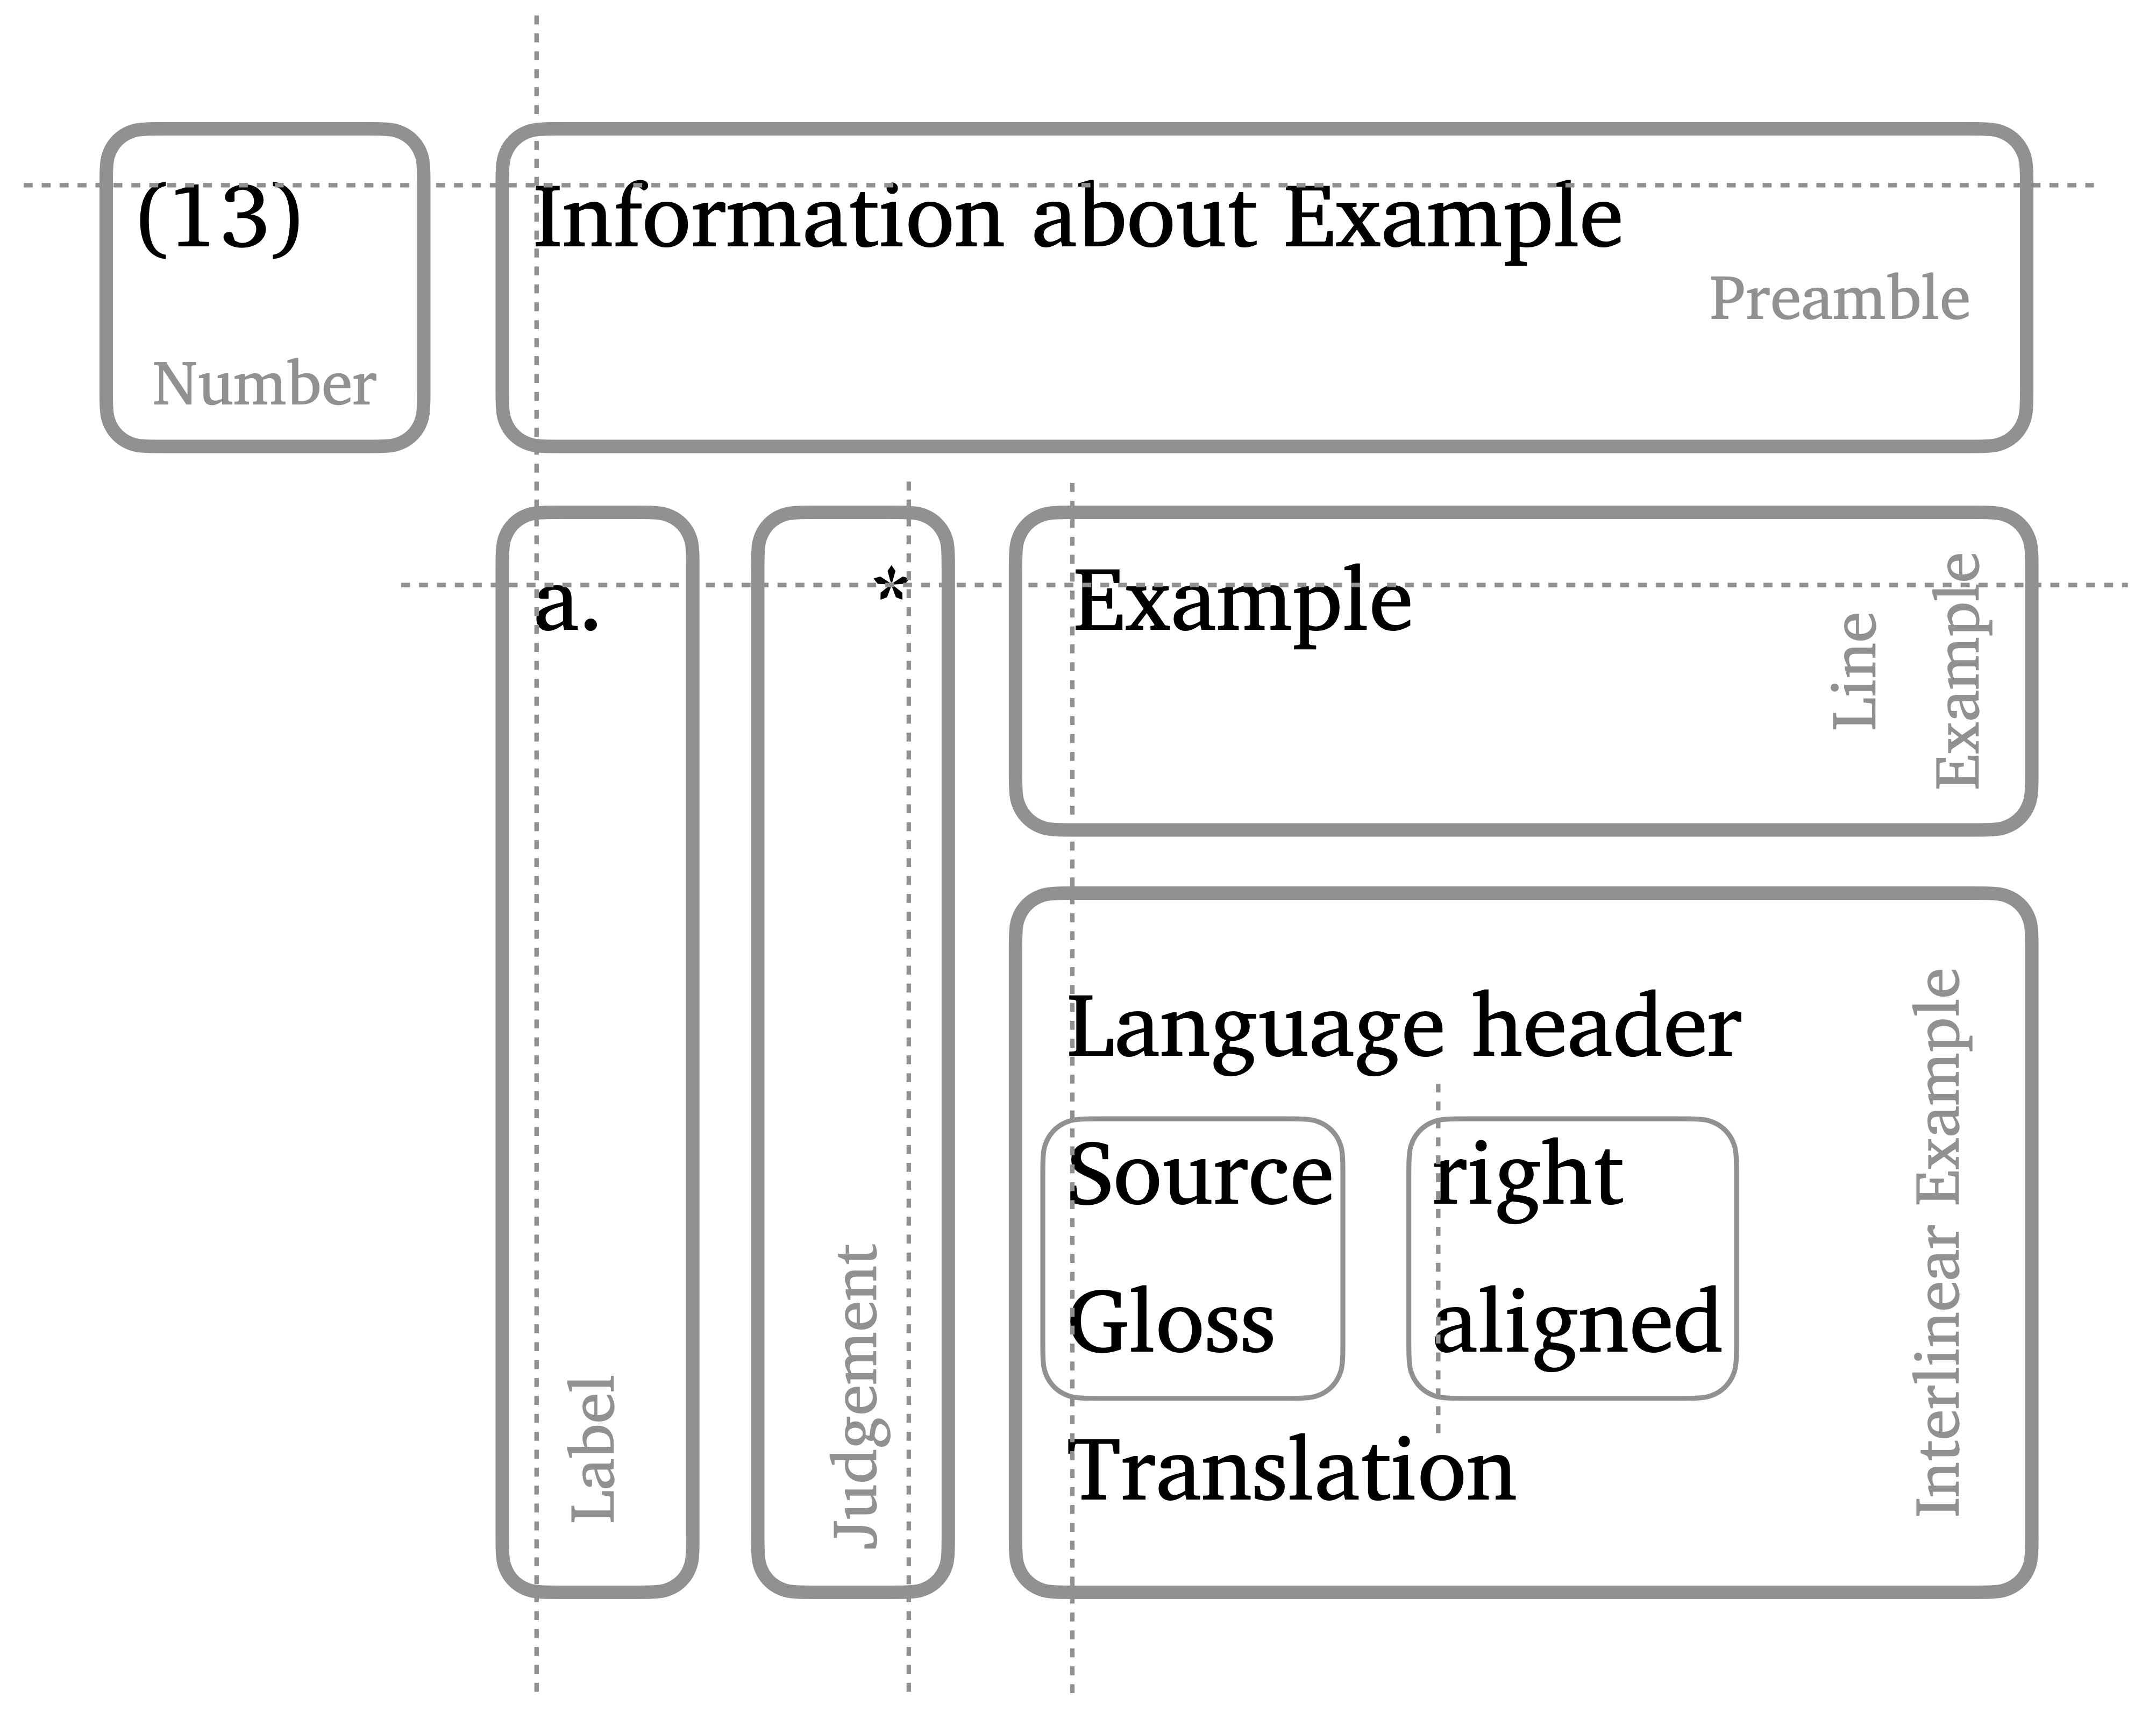 (13)
Information about Example
Preamble
Number
a.
*
Example
Line
Example
Language header
Source right
Gloss aligned
Translation
Label
Judgement
Interlinear Example